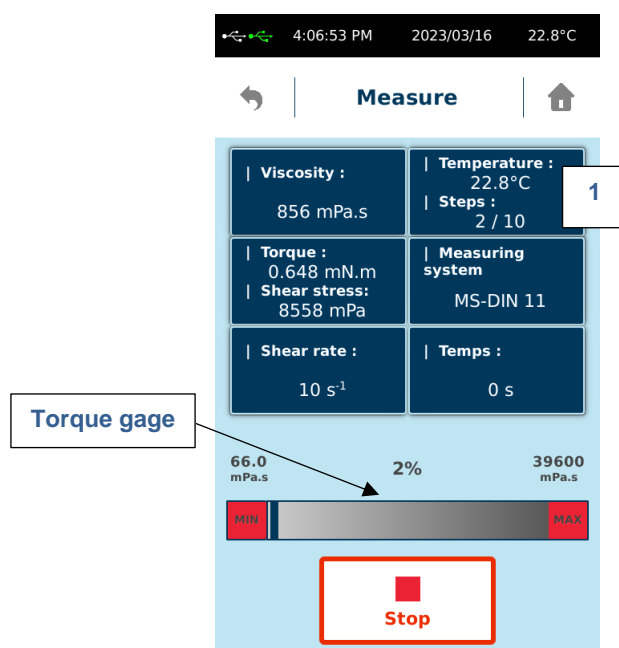 4:06:53 PM 2023/03/16 22.8°C
Measure
| Viscosity :
856 mPa.s
| Temperature :
22.8°C
| Steps :
2 / 10
1
| Torque :
0.648 mN.m
| Shear stress:
8558 mPa
| Measuring
system
MS-DIN 11
| Shear rate :
10 s⁻¹
| Temps :
0 s
Torque gage
66.0
mPa.s
2%
39600
mPa.s
MIN
MAX
Stop